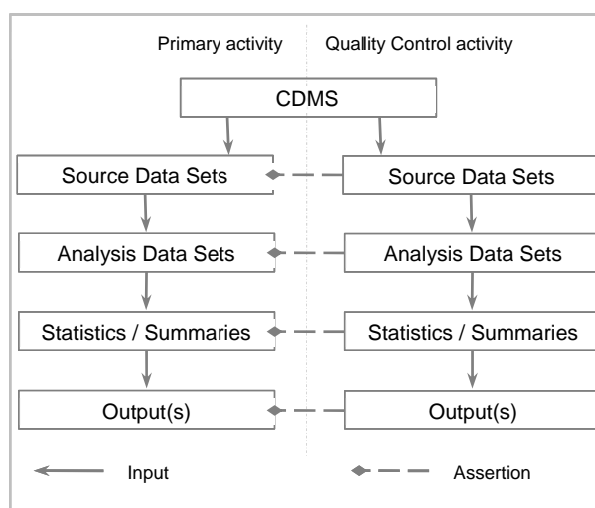 Primary activity
Quality Control activity
CDMS
Source Data Sets
Source Data Sets
Analysis Data Sets
Analysis Data Sets
Statistics / Summaries
Statistics / Summaries
Output(s)
Output(s)
Input
Assertion